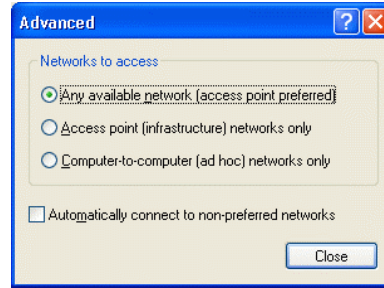 Advanced
Networks to access
Any available network (access point preferred)
Access point (infrastructure) networks only
Computer-to-computer (ad hoc) networks only
Automatically connect to non-preferred networks
Close